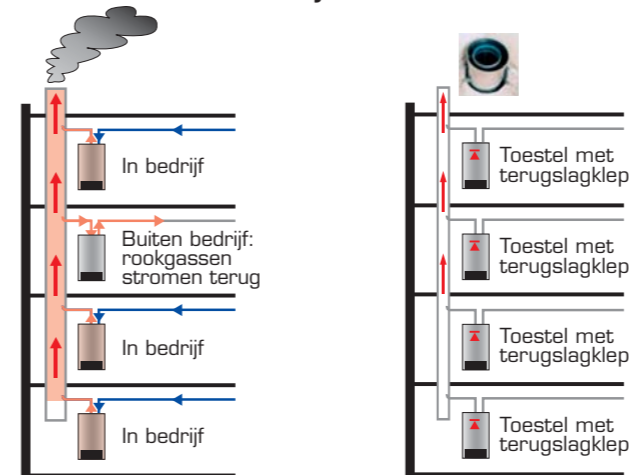 In bedrijf
Buiten bedrijf:
rookgassen
stromen terug
In bedrijf
In bedrijf
Toestel met
terugslagklep
Toestel met
terugslagklep
Toestel met
terugslagklep
Toestel met
terugslagklep